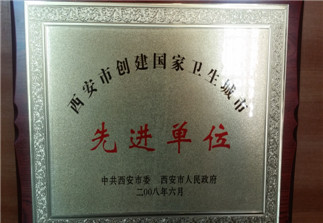 西安市创建国家卫生城市
先进单位
中共西安市委 西安市人民政府
二00八年六月